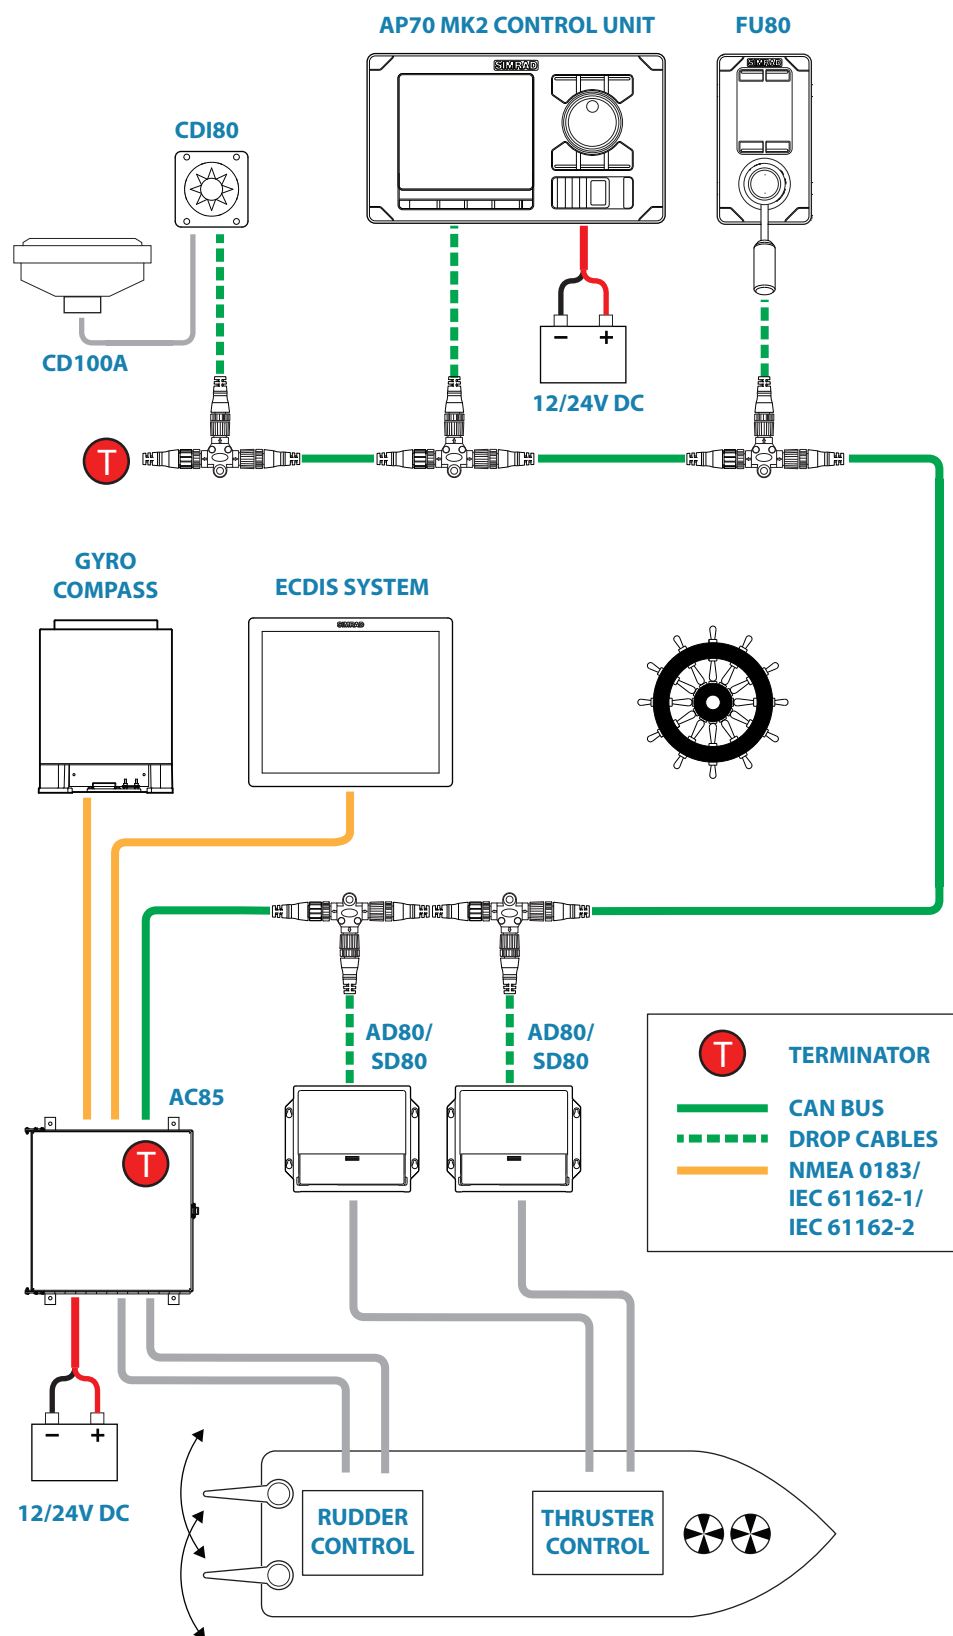 AP70 MK2 CONTROL UNIT
FU80
SIMRAD
SIMRAD
CDI80
CD100A
− +
12/24V DC
T
GYRO
COMPASS
ECDIS SYSTEM
SIMRAD
AD80/
SD80
AD80/
SD80
AC85
T
T
TERMINATOR
CAN BUS
DROP CABLES
NMEA 0183/
IEC 61162-1/
IEC 61162-2
− +
12/24V DC
RUDDER
CONTROL
THRUSTER
CONTROL